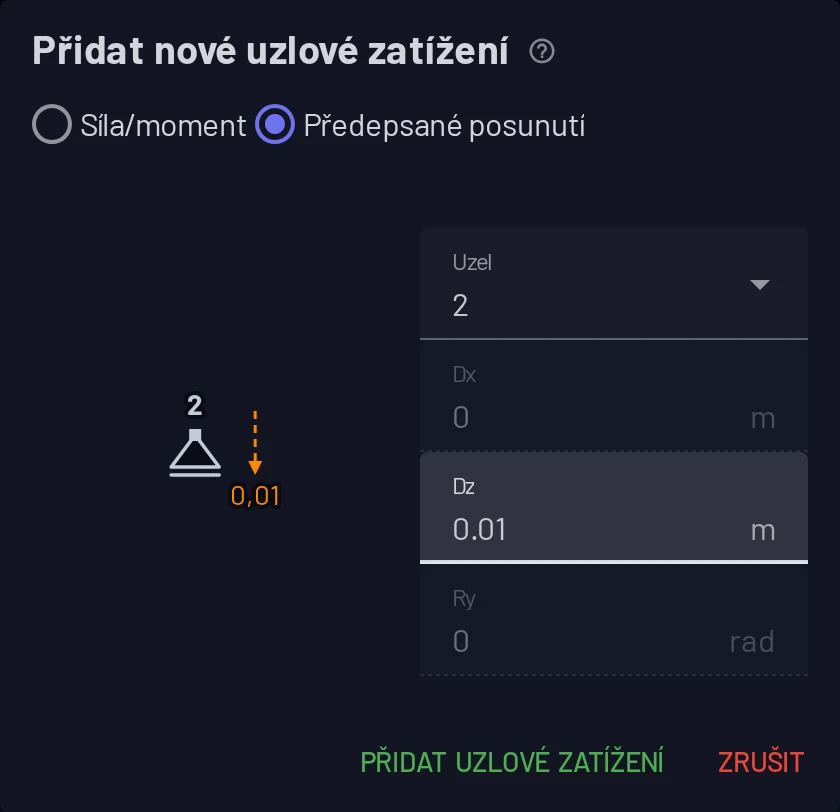 Přidat nové uzlové zatížení ?
Síla/moment Předepsané posunutí
Uzel
2
Dx
0 m
2
0,01
Dz
0.01 m
Ry
0 rad
PŘIDAT UZLOVÉ ZATÍŽENÍ ZRUŠIT